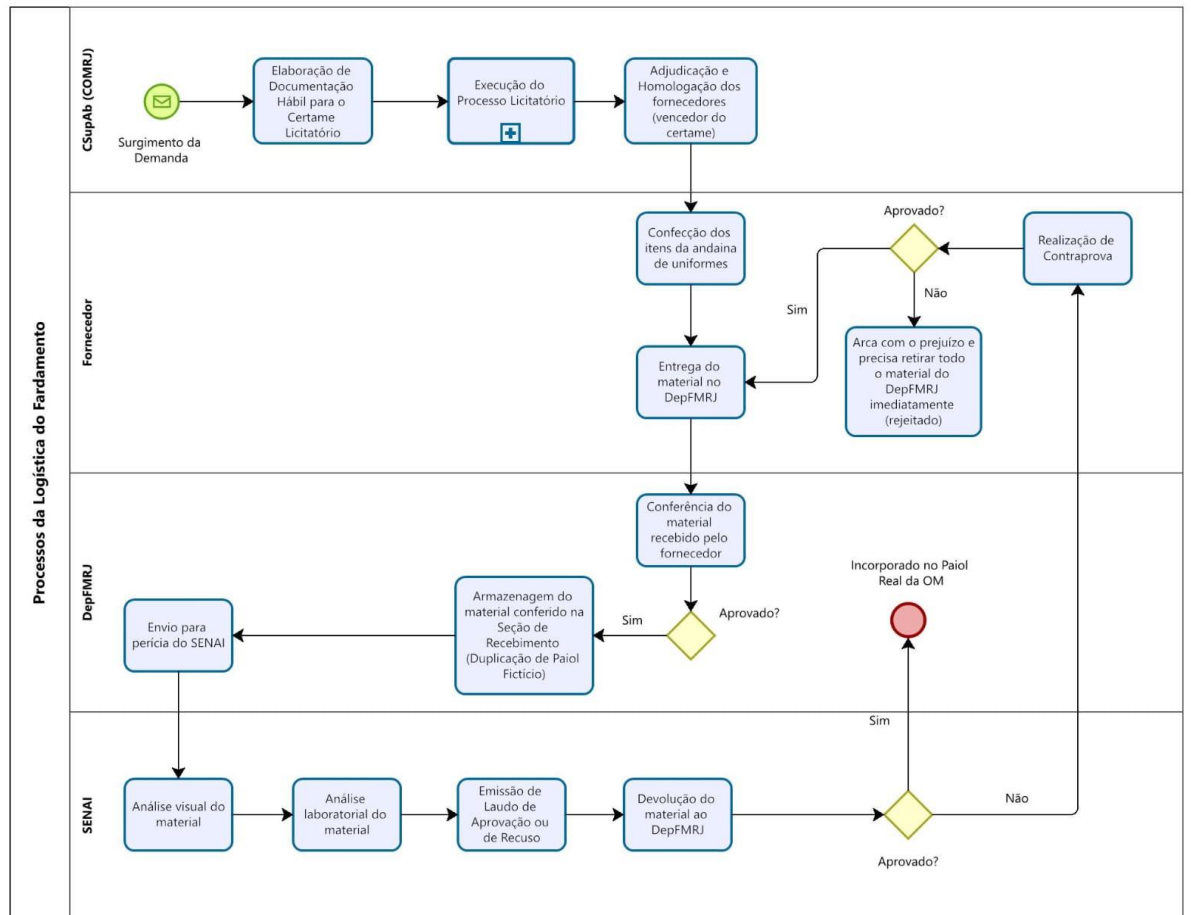 Processos da Logística do Fardamento
CSupAb (COMRJ)
Surgimento da
Demanda
Elaboração de
Documentação
Hábil para o
Certame
Licitatório
Execução do
Processo Licitatório
Adjudicação e
Homologação dos
fornecedores
(vencedor do
certame)
Fornecedor
Confecção dos
itens da andaina
de uniformes
Aprovado?
Realização de
Contraprova
Sim
Não
Entrega do
material no
DepFMRJ
Arca com o prejuízo e
precisa retirar todo
o material do
DepFMRJ
imediatamente
(rejeitado)
DepFMRJ
Conferência do
material
recebido pelo
fornecedor
Aprovado?
Sim
Armazenagem do
material conferido na
Seção de
Recebimento
(Duplicação de Paiol
Fictício)
Envio para
perícia do SENAI
Incorporado no Paiol
Real da OM
SENAI
Análise visual do
material
Análise
laboratorial do
material
Emissão de
Laudo de
Aprovação ou
de Recuso
Devolução do
material ao
DepFMRJ
Sim
Não
Aprovado?